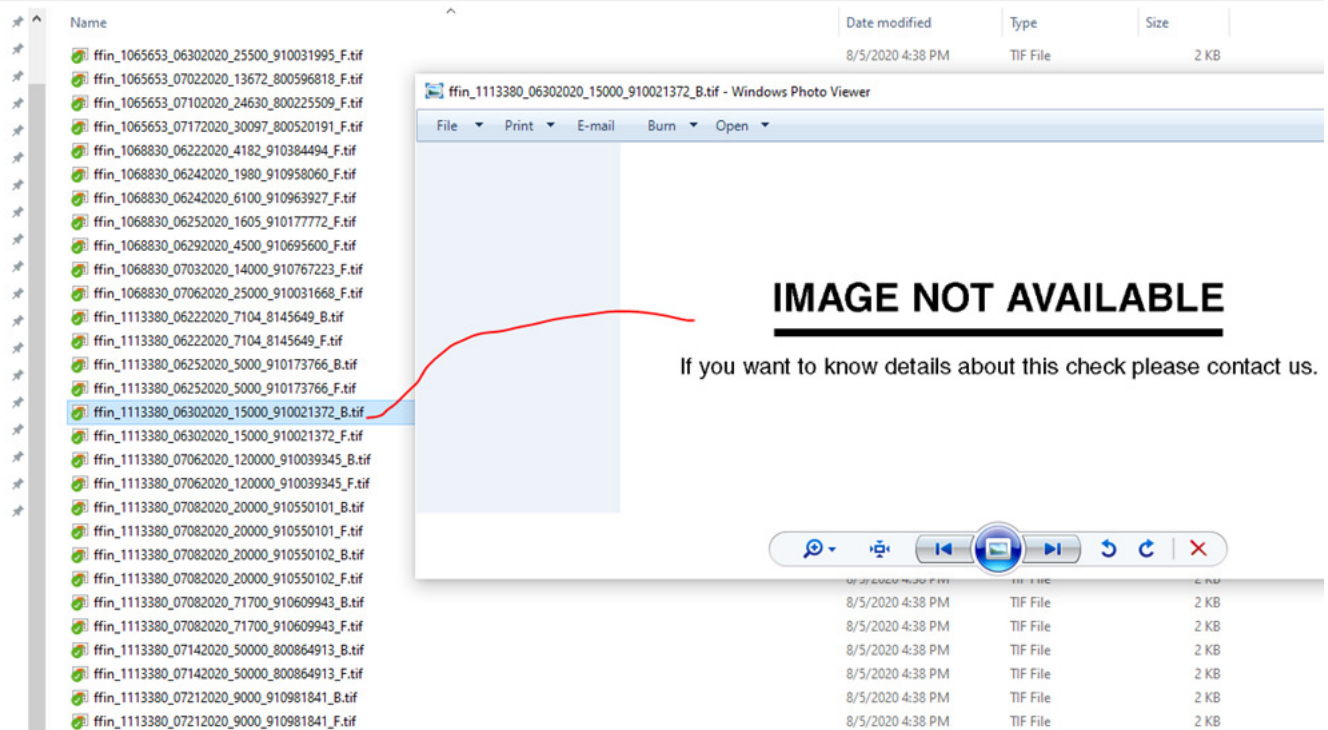 Name Date modified Type Size
ffin_1065653_06302020_25500_910031995_F.tif 8/5/2020 4:38 PM TIF File 2 KB
ffin_1065653_07022020_13672_800596818_F.tif
ffin_1113380_06302020_15000_910021372_B.tif - Windows Photo Viewer
ffin_1065653_07102020_24630_800225509_F.tif
ffin_1065653_07172020_30097_800520191_F.tif
File Print E-mail Burn Open
ffin_1068830_06222020_4182_910384494_F.tif
ffin_1068830_06242020_1980_910958060_F.tif
ffin_1068830_06242020_6100_910963927_F.tif
ffin_1068830_06252020_1605_910177772_F.tif
ffin_1068830_06292020_4500_910695600_F.tif
ffin_1068830_07032020_14000_910767223_F.tif
ffin_1068830_07062020_25000_910031668_F.tif
IMAGE NOT AVAILABLE
ffin_1113380_06222020_7104_8145649_B.tif
ffin_1113380_06222020_7104_8145649_F.tif
ffin_1113380_06252020_5000_910173766_B.tif
If you want to know details about this check please contact us.
ffin_1113380_06252020_5000_910173766_F.tif
ffin_1113380_06302020_15000_910021372_B.tif
ffin_1113380_06302020_15000_910021372_F.tif
ffin_1113380_07062020_120000_910039345_B.tif
ffin_1113380_07062020_120000_910039345_F.tif
ffin_1113380_07082020_20000_910550101_B.tif
ffin_1113380_07082020_20000_910550101_F.tif
ffin_1113380_07082020_20000_910550102_B.tif
ffin_1113380_07082020_20000_910550102_F.tif
ffin_1113380_07082020_71700_910609943_B.tif 8/5/2020 4:38 PM TIF File 2 KB
ffin_1113380_07082020_71700_910609943_F.tif 8/5/2020 4:38 PM TIF File 2 KB
ffin_1113380_07142020_50000_800864913_B.tif 8/5/2020 4:38 PM TIF File 2 KB
ffin_1113380_07142020_50000_800864913_F.tif 8/5/2020 4:38 PM TIF File 2 KB
ffin_1113380_07212020_9000_910981841_B.tif 8/5/2020 4:38 PM TIF File 2 KB
ffin_1113380_07212020_9000_910981841_F.tif 8/5/2020 4:38 PM TIF File 2 KB